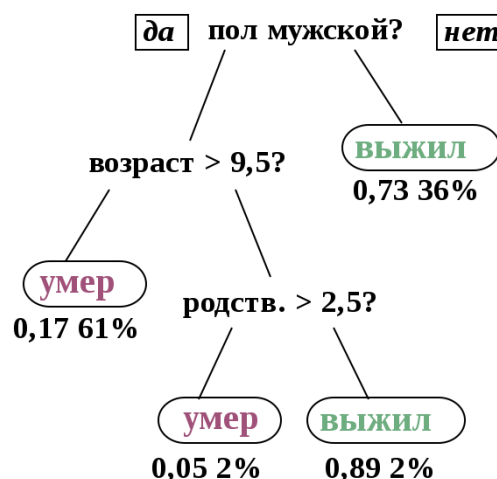 да пол мужской? нет
выжил
возраст > 9,5?
0,73 36%
умер
родств. > 2,5?
0,17 61%
умер выжил
0,05 2% 0,89 2%